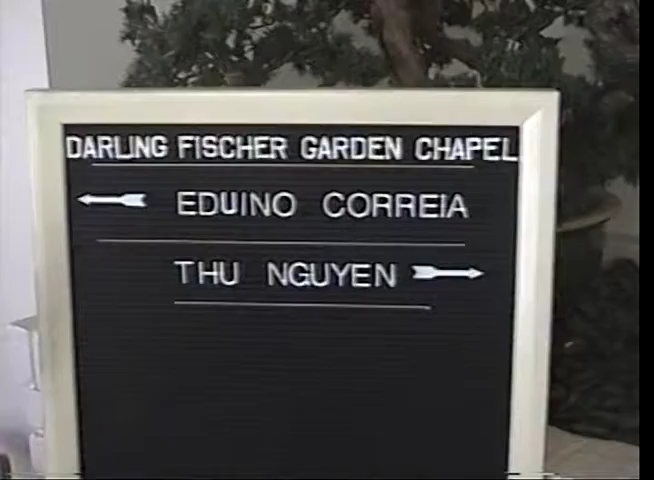 DARLING FISCHER GARDEN CHAPEL
EDUINO CORREIA
THU NGUYEN